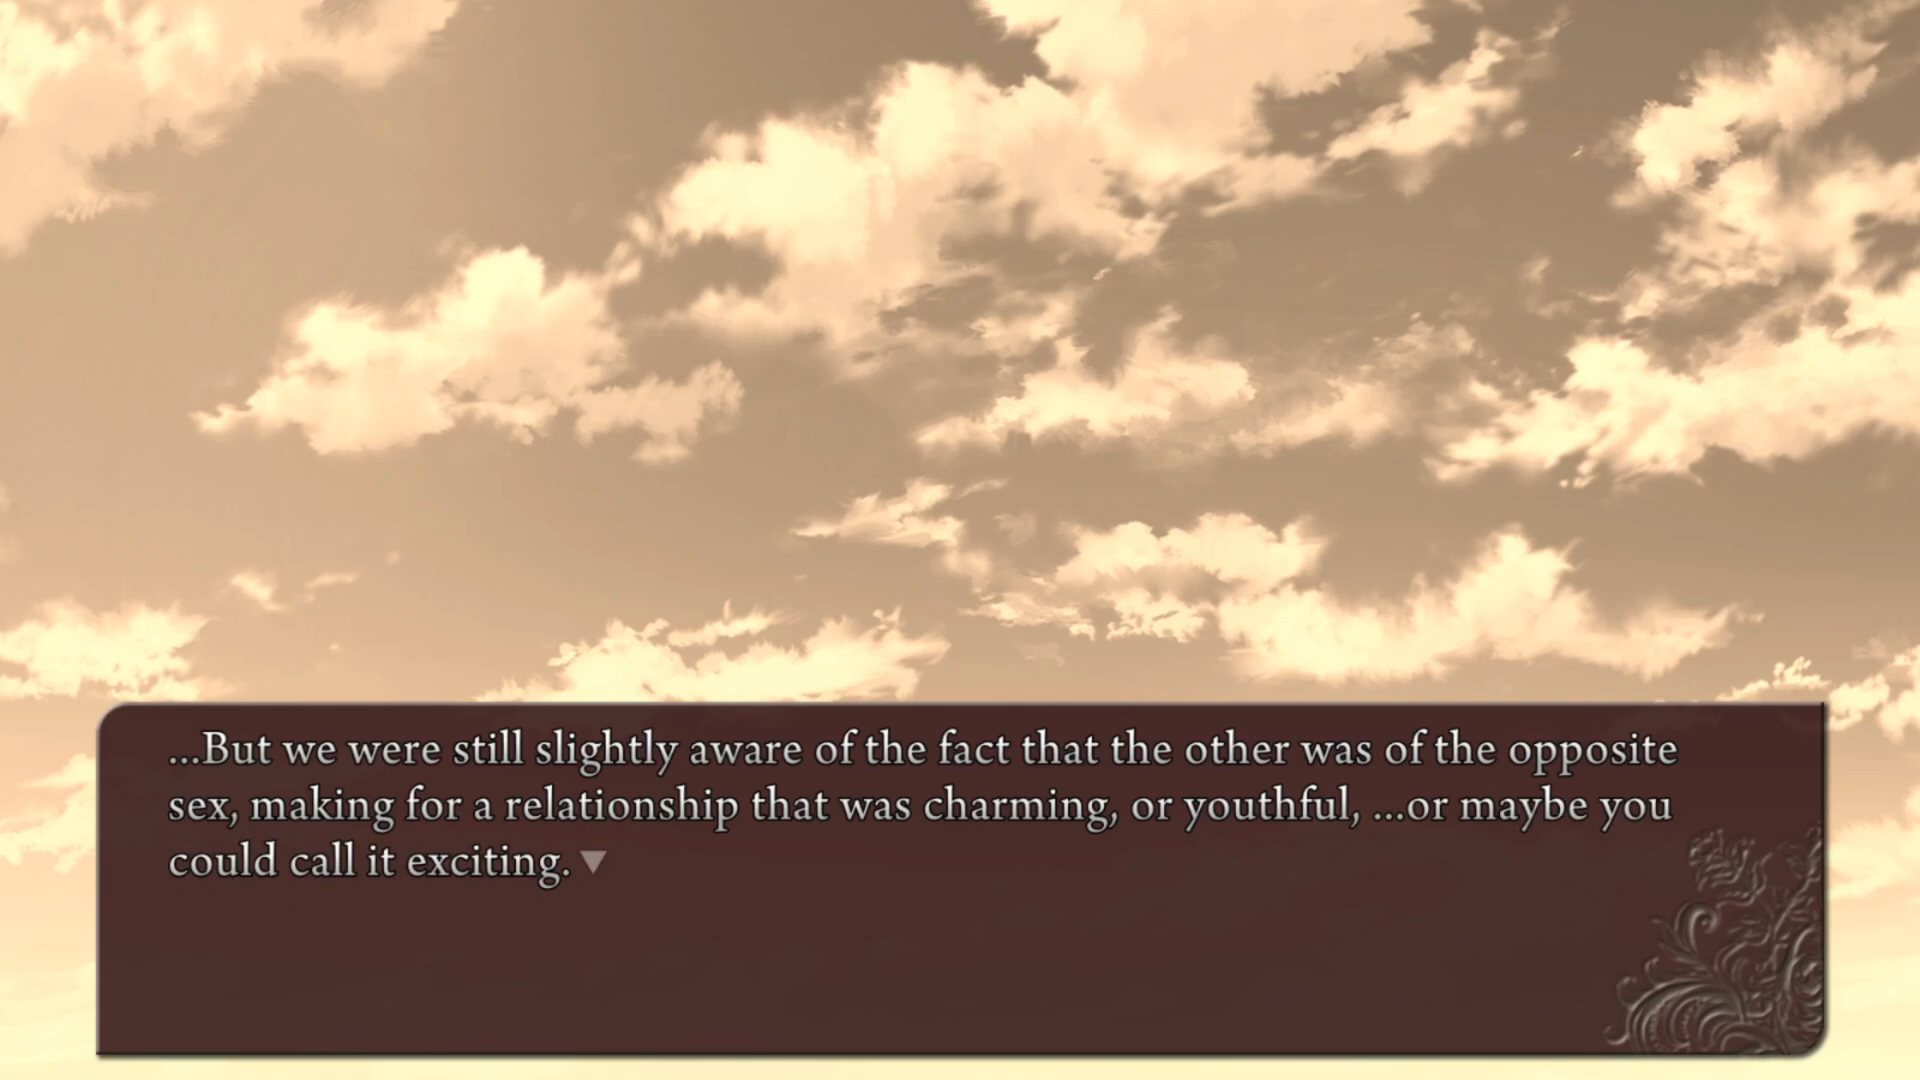 ...But we were still slightly aware of the fact that the other was of the opposite
sex, making for a relationship that was charming, or youthful, ...or maybe you
could call it exciting.